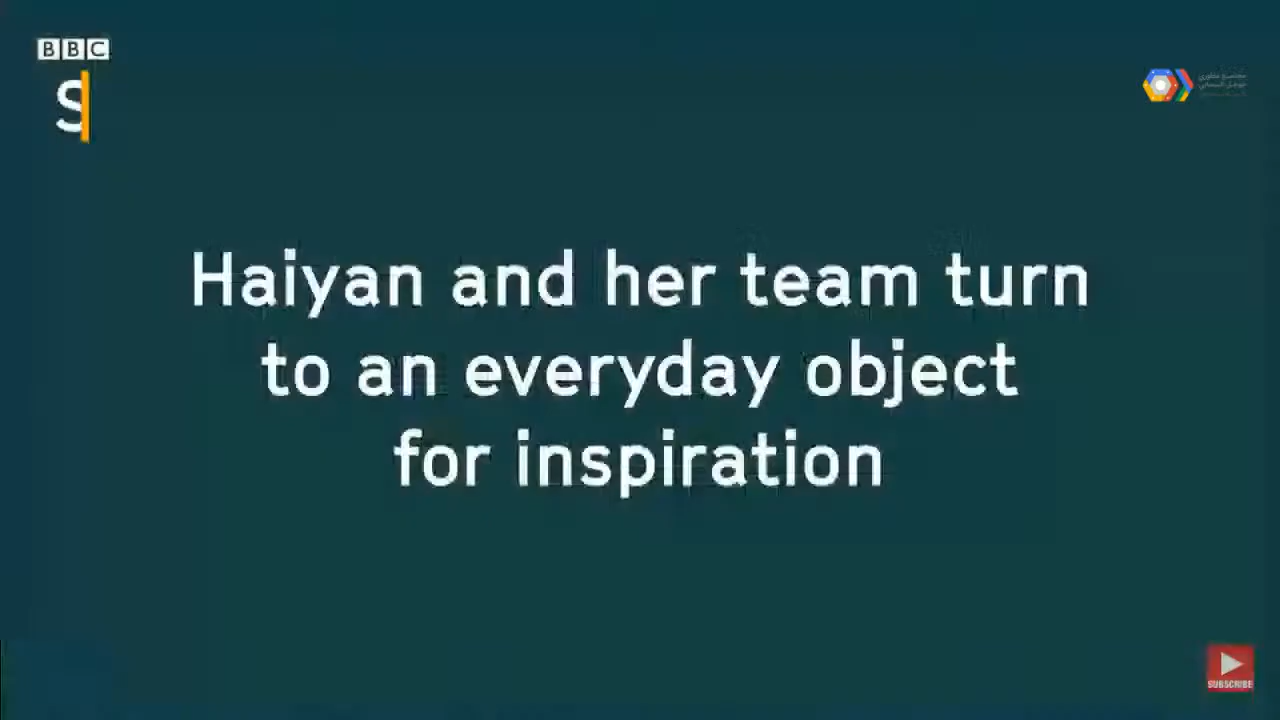 BBC
S
Haiyan and her team turn
to an everyday object
for inspiration
SUBSCRIBE